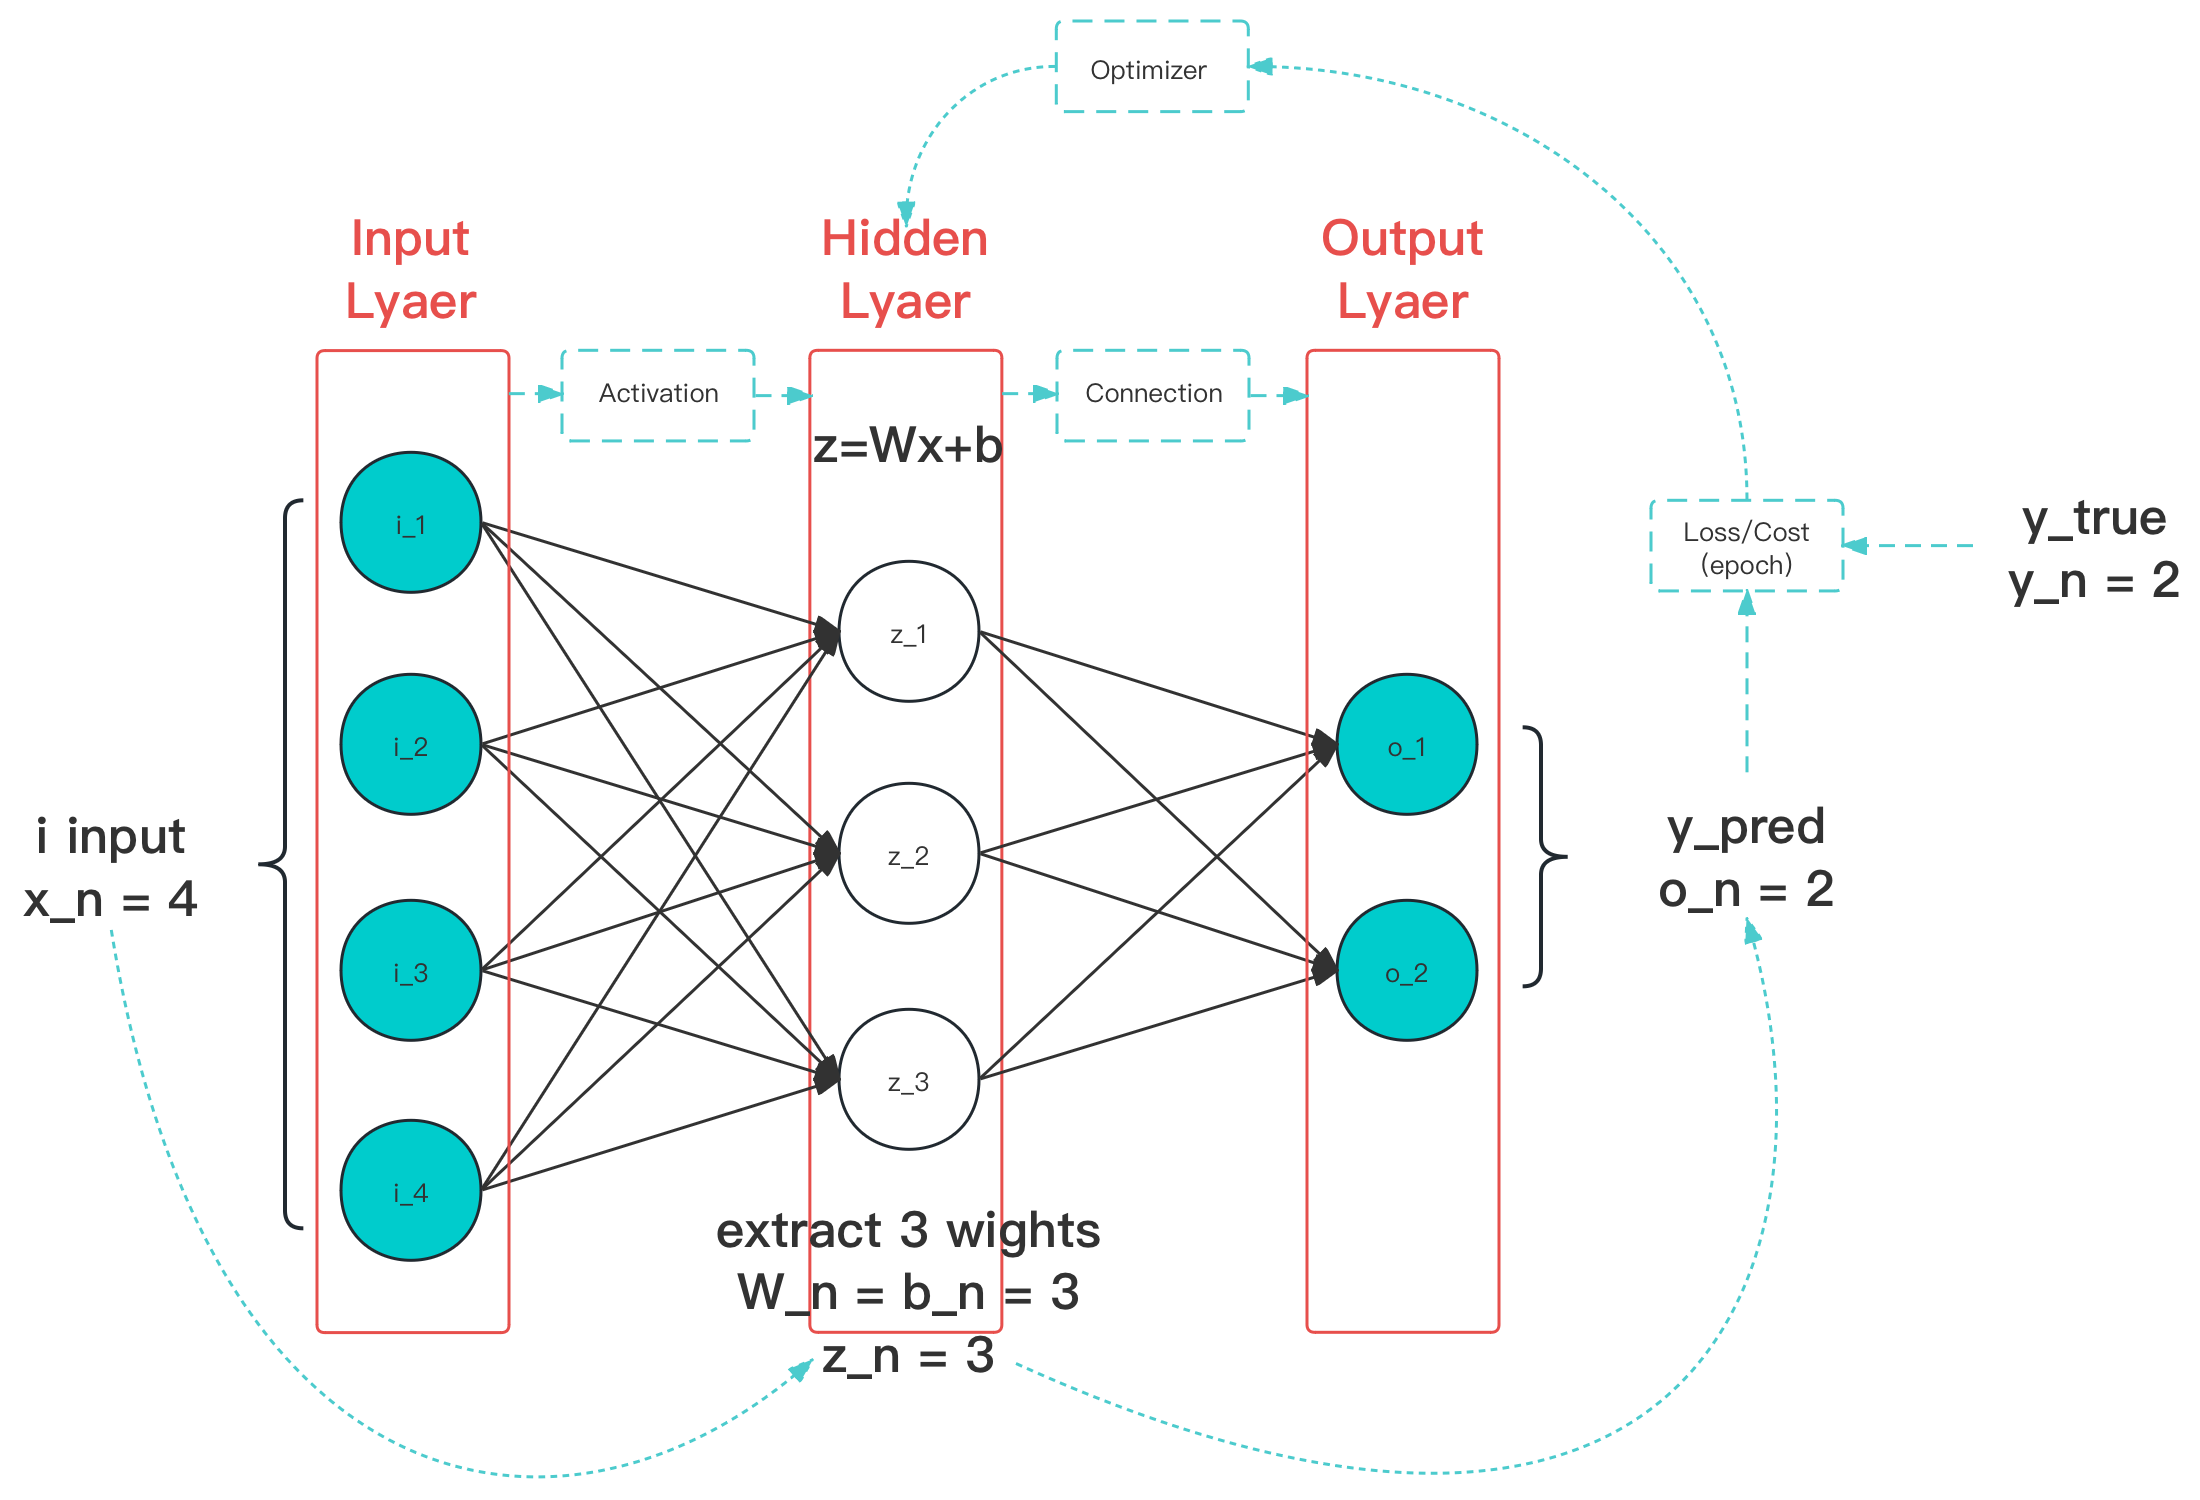 Optimizer
Input
Lyaer
Hidden
Lyaer
Output
Lyaer
Activation
Connection
z=Wx+b
i_1
i_2
i_3
i_4
z_1
z_2
z_3
o_1
o_2
i input
x_n = 4
Loss/Cost
(epoch)
y_true
y_n = 2
y_pred
o_n = 2
extract 3 wights
W_n = b_n = 3
z_n = 3